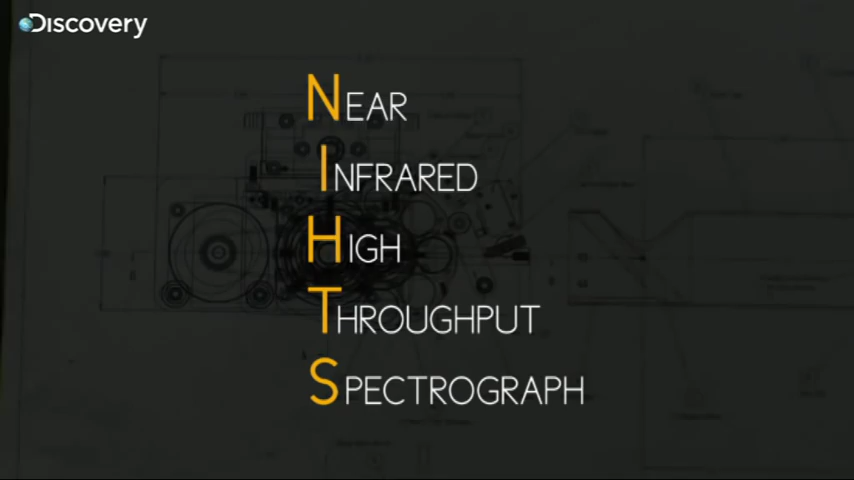 Discovery
NEAR
INFRARED
HIGH
THROUGHPUT
SPECTROGRAPH